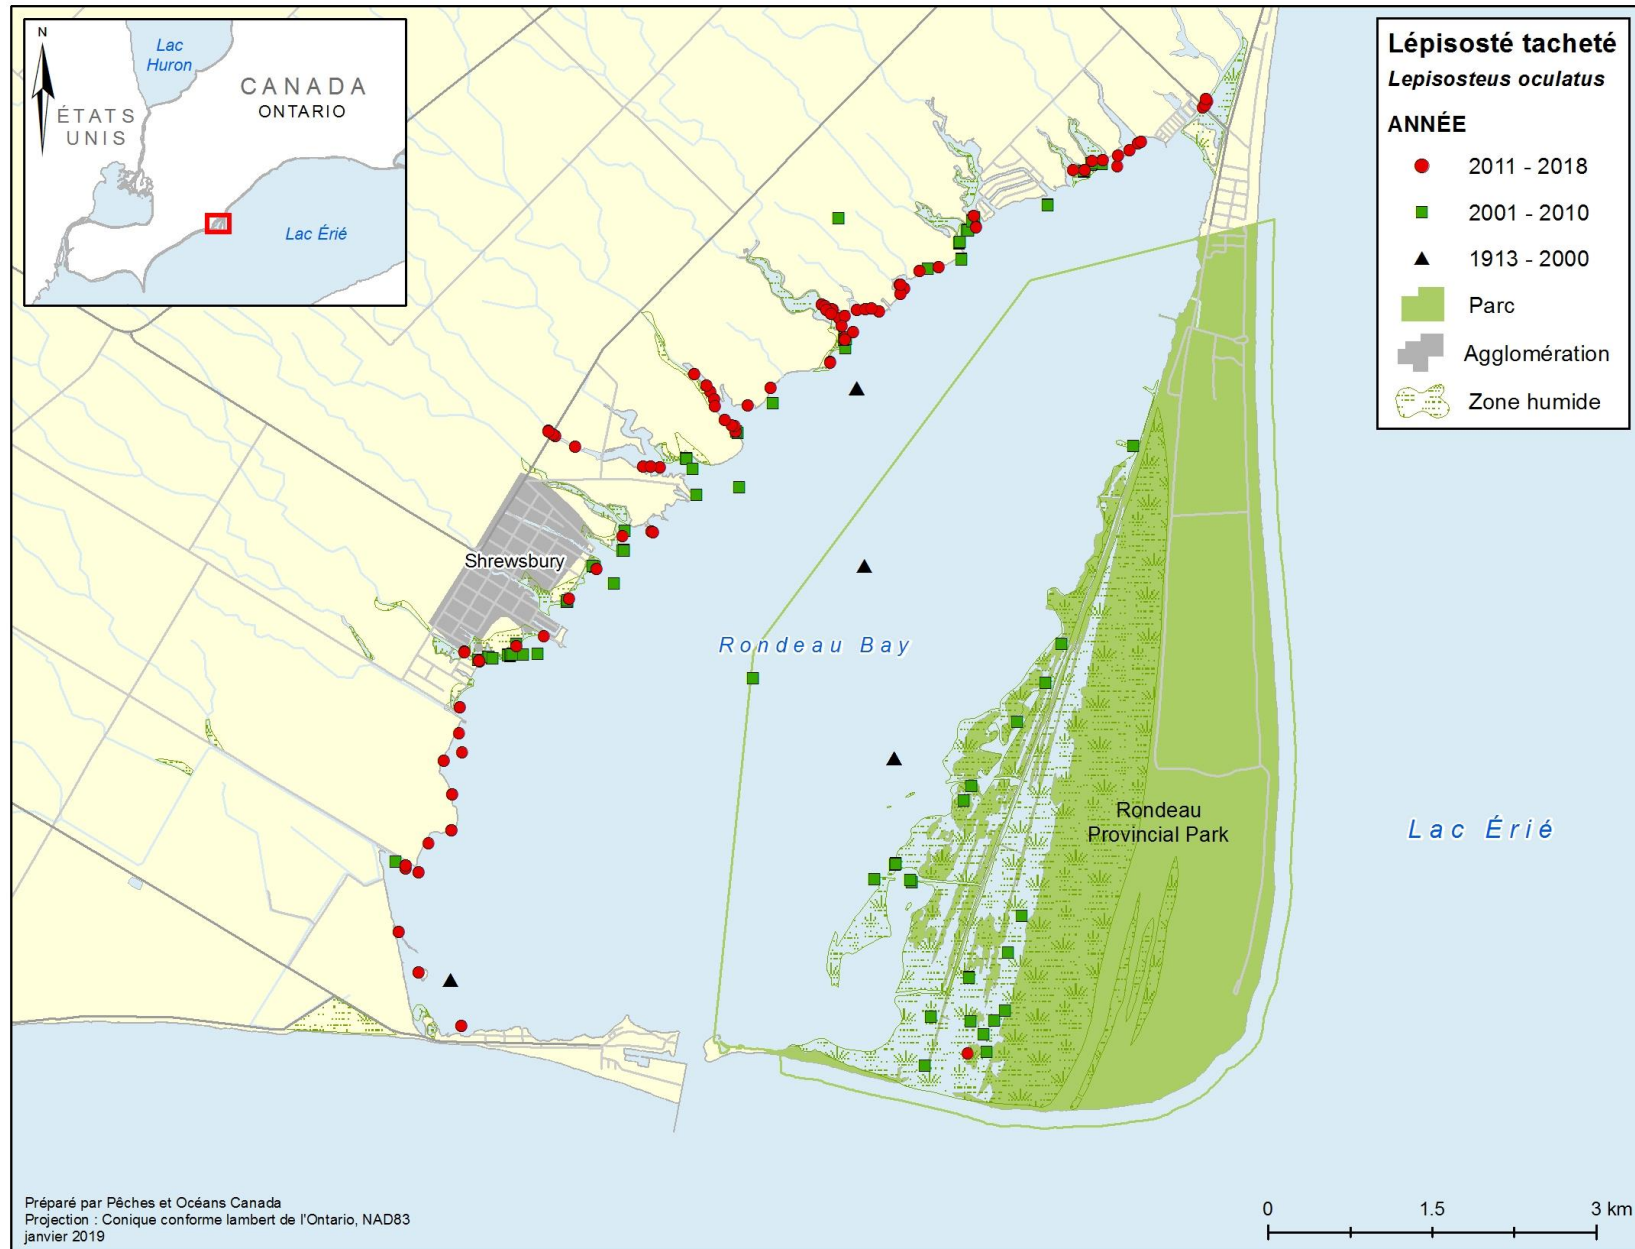 N
Lac
Huron
CANADA
ONTARIO
ÉTATS
UNIS
Lac Érié
Lépisosté tacheté
Lepisosteus oculatus
ANNÉE
2011 - 2018
2001 - 2010
1913 - 2000
Parc
Agglomération
Zone humide
Shrewsbury
Rondeau Bay
Rondeau
Provincial Park
Lac Érié
Préparé par Pêches et Océans Canada
Projection : Conique conforme lambert de l'Ontario, NAD83
janvier 2019
0 1.5 3 km